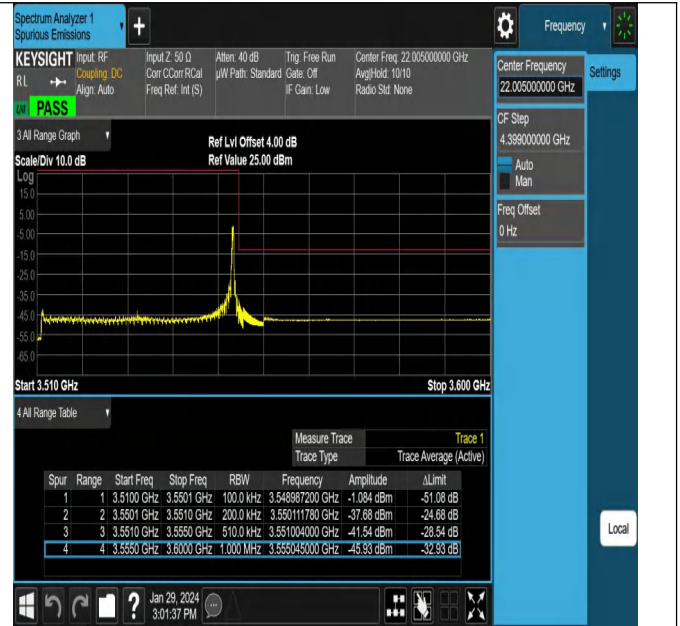 Spectrum Analyzer 1
Spurious Emissions
Frequency
KEYSIGHT
RL
Input: RF
Coupling: DC
Align: Auto
Input Z: 50 Ω
Corr CCorr RCal
Freq Ref: Int (S)
Atten: 40 dB
µW Path: Standard
Trig: Free Run
Gate: Off
IF Gain: Low
Center Freq: 22.005000000 GHz
Avg|Hold: 10/10
Radio Std: None
PASS
Center Frequency
22.005000000 GHz
Settings
CF Step
4.399000000 GHz
Auto
Man
Freq Offset
0 Hz
3 All Range Graph
Scale/Div 10.0 dB
Ref Lvl Offset 4.00 dB
Ref Value 25.00 dBm
Log
15.0
5.00
-5.00
-15.0
-25.0
-35.0
-45.0
-55.0
-65.0
Start 3.510 GHz
Stop 3.600 GHz
4 All Range Table
Measure Trace Trace 1
Trace Type Trace Average (Active)
Spur Range Start Freq Stop Freq RBW Frequency Amplitude ΔLimit
1 1 3.5100 GHz 3.5501 GHz 100.0 kHz 3.548987200 GHz -1.084 dBm -51.08 dB
2 2 3.5501 GHz 3.5510 GHz 200.0 kHz 3.550111780 GHz -37.68 dBm -24.68 dB
3 3 3.5510 GHz 3.5550 GHz 510.0 kHz 3.551004000 GHz -41.54 dBm -28.54 dB
4 4 3.5550 GHz 3.6000 GHz 1.000 MHz 3.555045000 GHz -45.93 dBm -32.93 dB
Local
?
Jan 29, 2024
3:01:37 PM